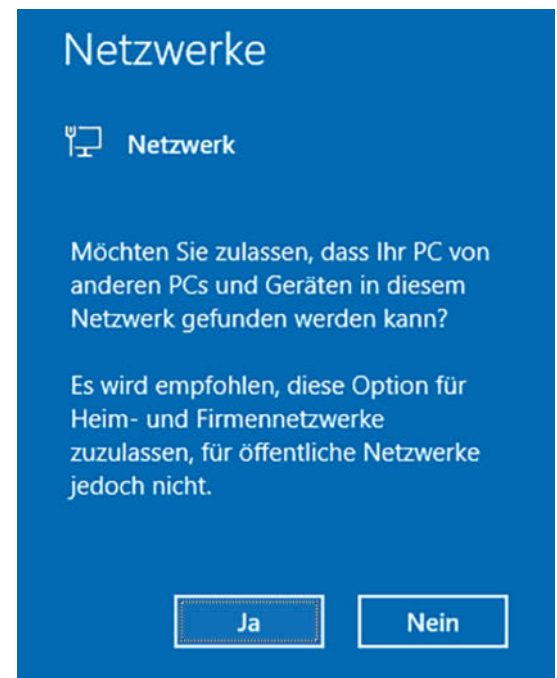 Netzwerke
Netzwerk
Möchten Sie zulassen, dass Ihr PC von
anderen PCs und Geräten in diesem
Netzwerk gefunden werden kann?
Es wird empfohlen, diese Option für
Heim- und Firmennetzwerke
zuzulassen, für öffentliche Netzwerke
jedoch nicht.
Ja Nein